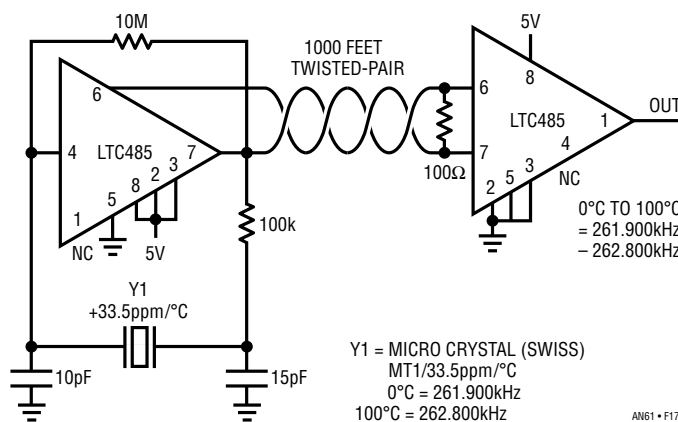 10M
1000 FEET
TWISTED-PAIR
5V
6
4
LTC485
7
1
5
8
2
3
NC
5V
100k
100Ω
6
7
8
LTC485
1
4
NC
2
5
3
OUT
0°C TO 100°C
= 261.900kHz
– 262.800kHz
Y1
+33.5ppm/°C
10pF
15pF
Y1 = MICRO CRYSTAL (SWISS)
MT1/33.5ppm/°C
0°C = 261.900kHz
100°C = 262.800kHz
AN61 • F17